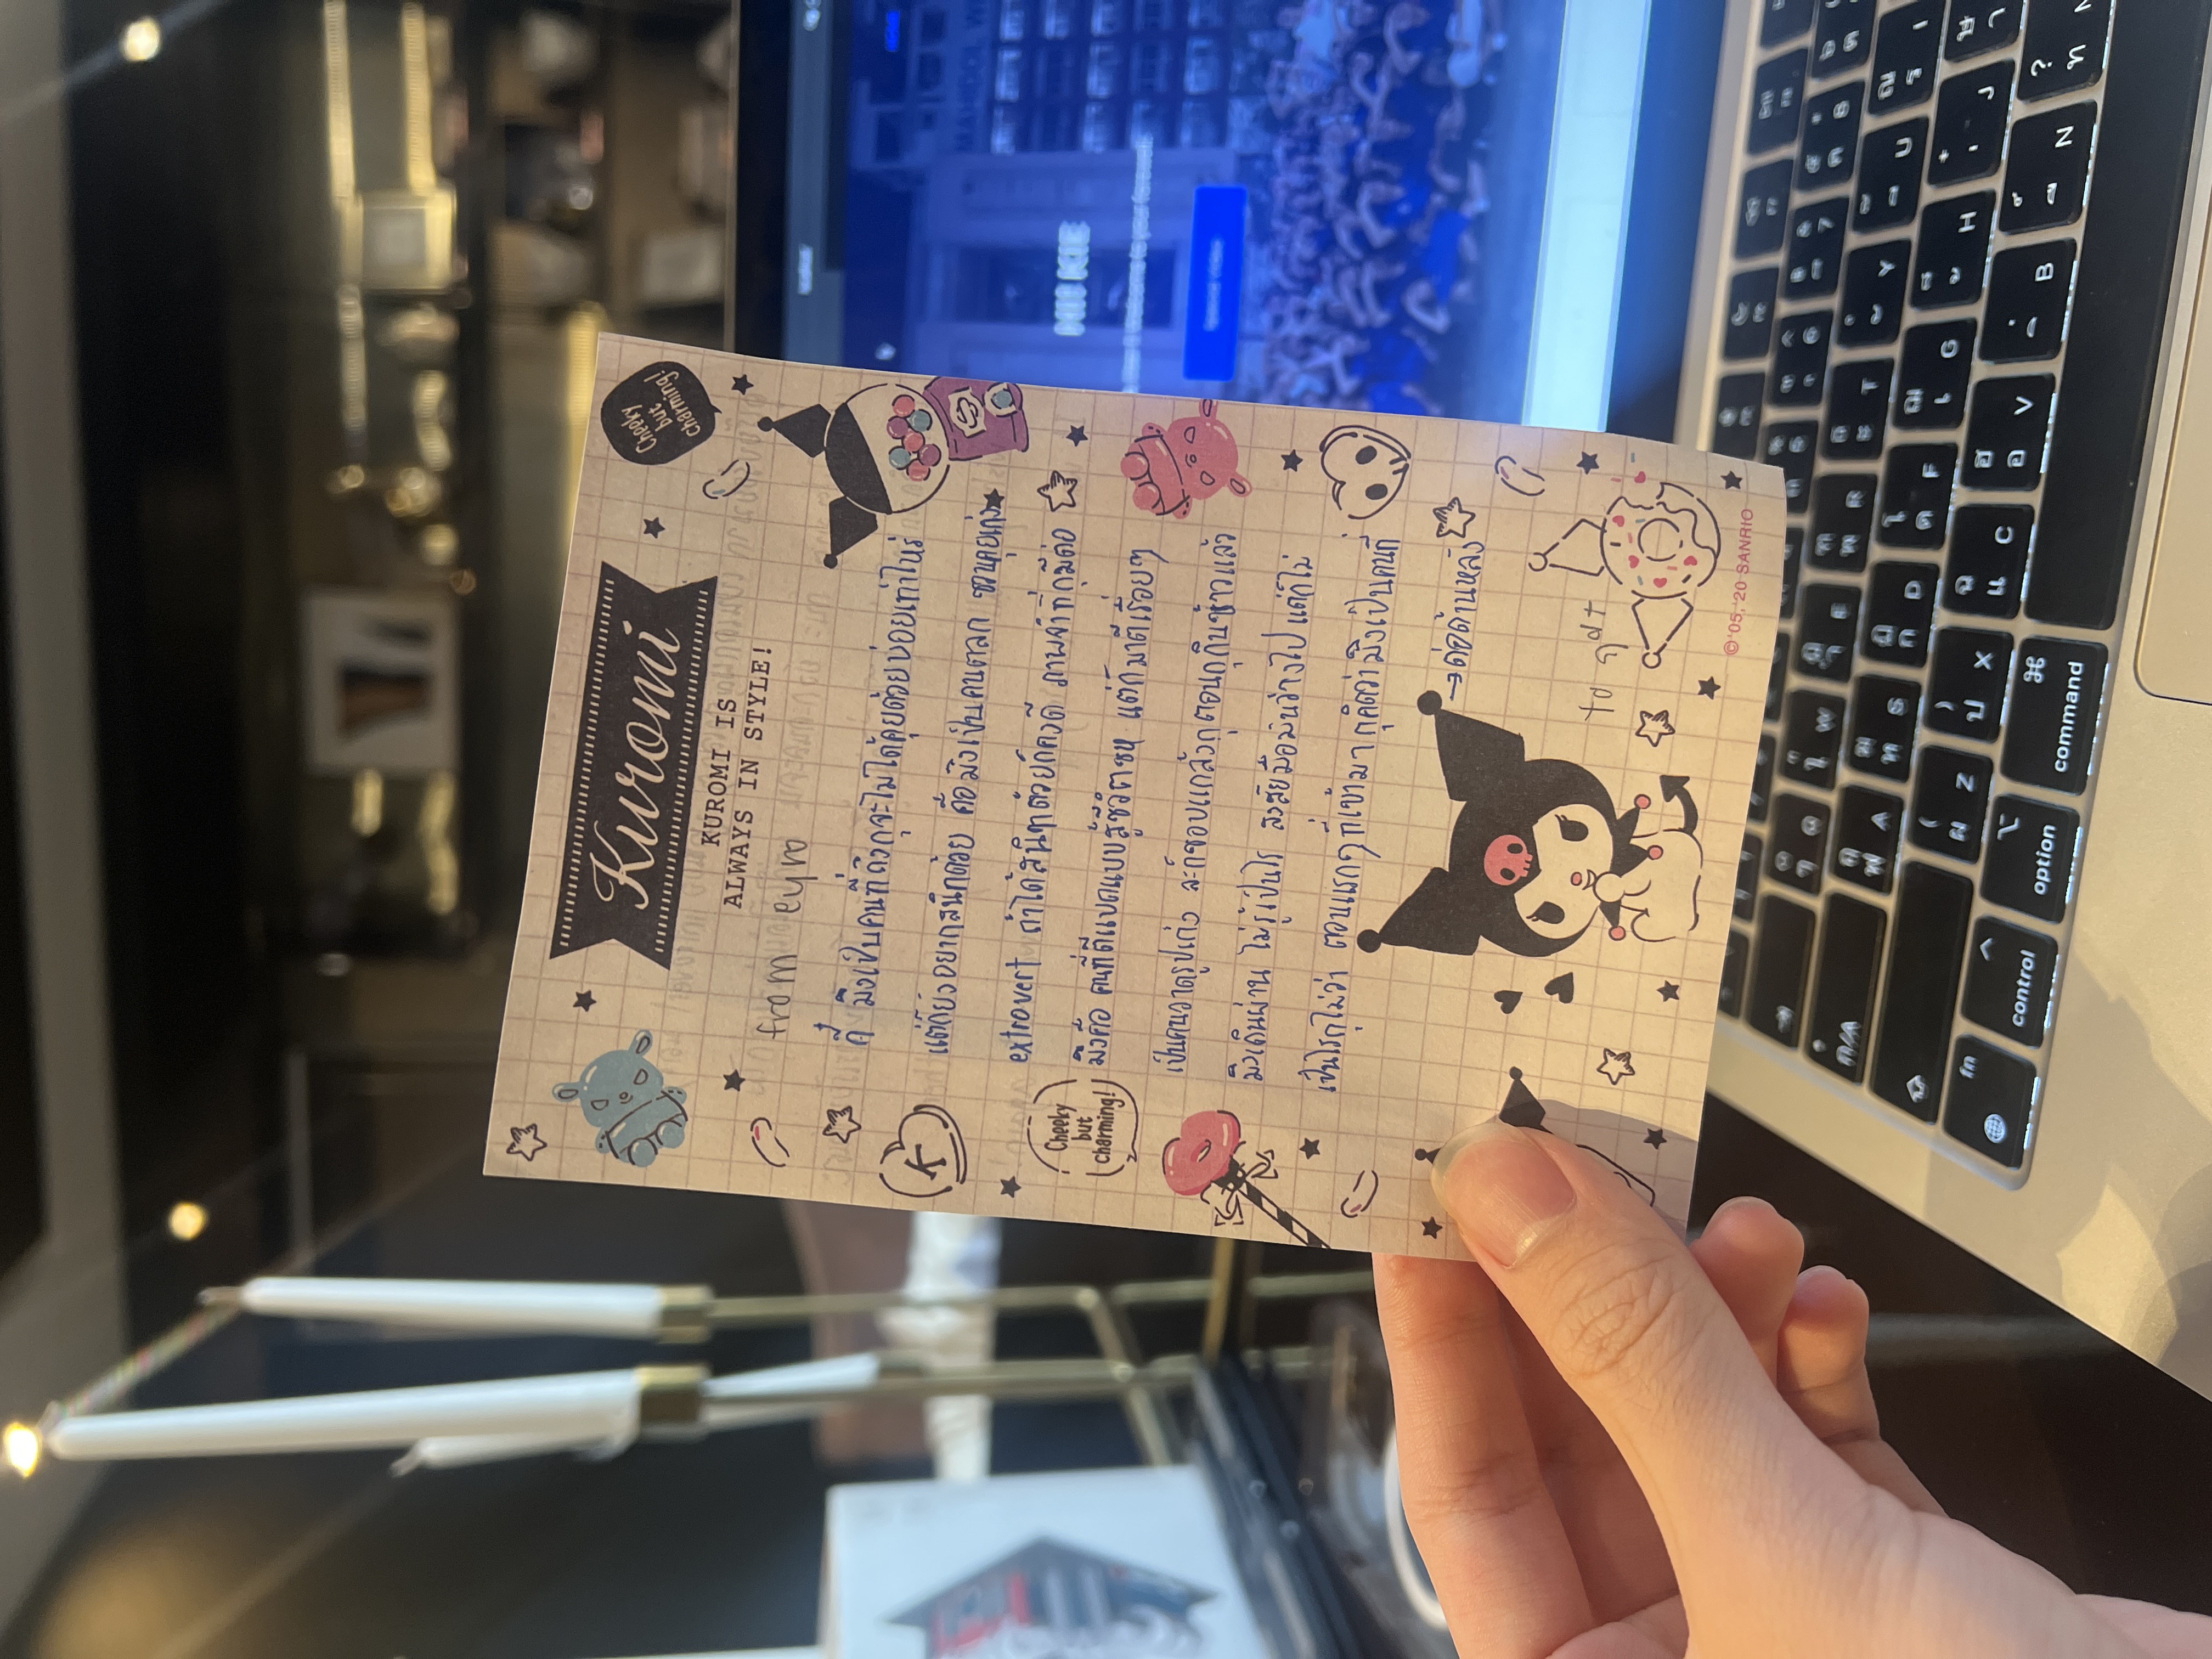 Kuromi
Cheeky
but
charming!
KUROMI IS
ALWAYS IN STYLE!
from eyro
คี่ มึงเป็นคนที่ถึงกุจะไม่ได้คุยด้วยบ่อยเท่าไหร่
แต่ก็ยังอยากสนิทด้วย คือมึงเป็นคนตลก ชวนคุยเก่ง
K
extrovert ถ้าได้สนิทด้วยก็คงดี ภาพจำที่กุมีต่อ
Cheeky
but
charming!
มึงคือ คนที่ตีแบดแบบสู้ชีวิตชห แต่ก็มาตีเรื่อยๆ
เป็นคนวาดรูปเก่ง ละก็ชอบแกล้งกุตอนกุกินข้าวแล้ว
มึงเดินผ่าน ไม่รู้เป็นไร สงสัยมือมันว่างไป แต่ก็ไม่
เป็นไรกุไม่ว่า ตอนแรกๆที่เข้ามา กุคิดว่ามึงเป็นคนที่
→ต่อด้านหลัง
to
©'05,'20 SANRIO
HI! KIE
Welcome to your farewell
Special video
fn
control
option
command
⌘
A
S
D
F
G
H
J
Z
X
C
V
B
N
W
E
R
T
Y
U
I